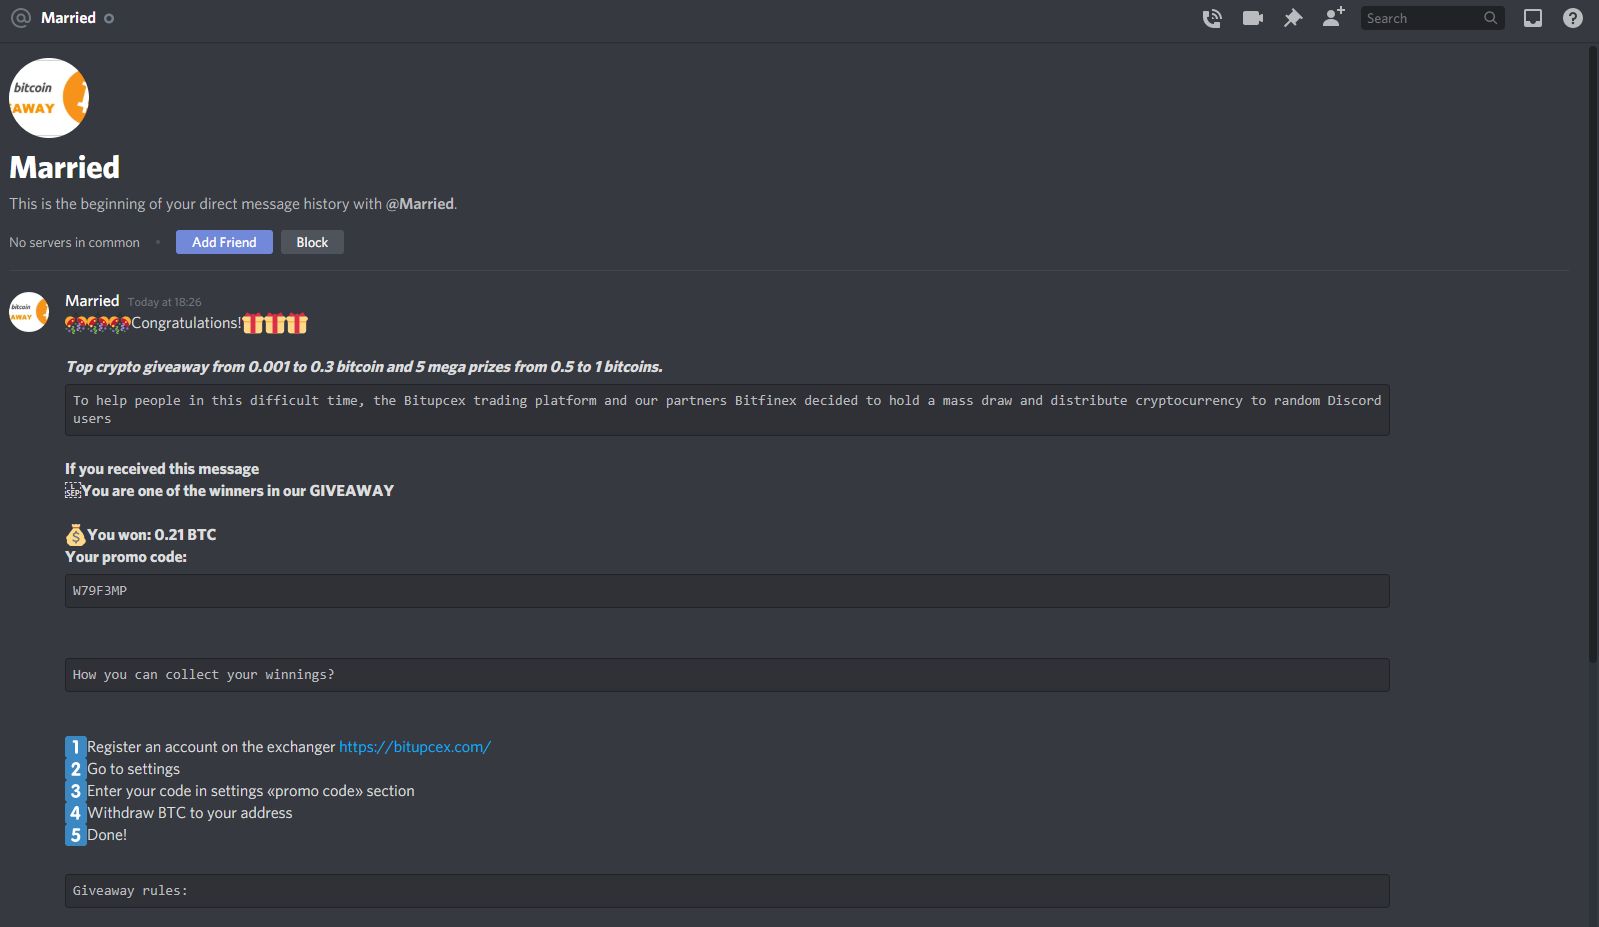 Married
Search
bitcoin
AWAY
Married
This is the beginning of your direct message history with @Married.
No servers in common
Add Friend
Block
bitcoin
AWAY
Married Today at 18:26
Congratulations!
Top crypto giveaway from 0.001 to 0.3 bitcoin and 5 mega prizes from 0.5 to 1 bitcoins.
To help people in this difficult time, the Bitupcex trading platform and our partners Bitfinex decided to hold a mass draw and distribute cryptocurrency to random Discord
users
If you received this message
L SEP You are one of the winners in our GIVEAWAY
You won: 0.21 BTC
Your promo code:
W79F3MP
How you can collect your winnings?
1 Register an account on the exchanger https://bitupcex.com/
2 Go to settings
3 Enter your code in settings «promo code» section
4 Withdraw BTC to your address
5 Done!
Giveaway rules: